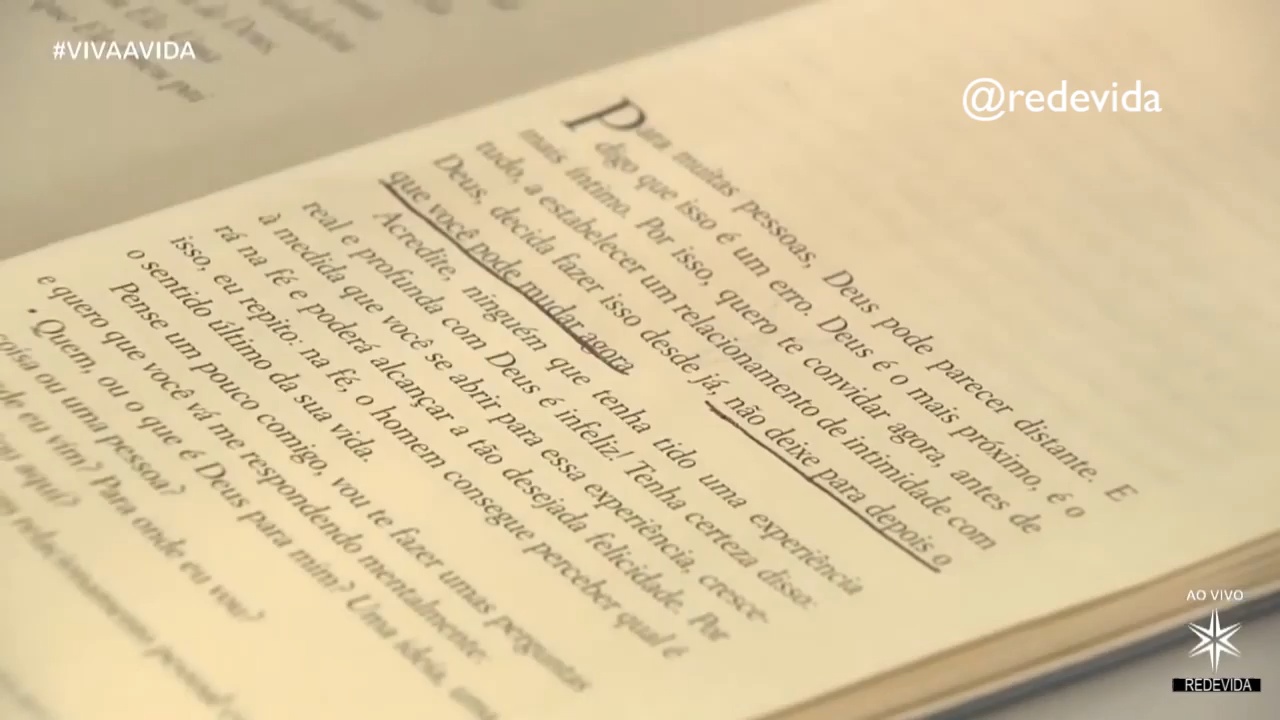 #VIVAAVIDA
@redevida
Para muitas pessoas, Deus pode parecer distante. E
digo que isso é um erro. Deus é o mais próximo, é o
mais íntimo. Por isso, quero te convidar agora, antes de
tudo, a estabelecer um relacionamento de intimidade com
Deus, decida fazer isso desde já, não deixe para depois o
que você pode mudar agora
Acredite, ninguém que tenha tido uma experiência
real e profunda com Deus é infeliz! Tenha certeza disso:
à medida que você se abrir para essa experiência, cresce-
rá na fé e poderá alcançar a tão desejada felicidade. Por
isso, eu repito: na fé, o homem consegue perceber qual é
o sentido último da sua vida.
Pense um pouco comigo, vou te fazer umas perguntas
e quero que você vá me respondendo mentalmente.
• Quem, ou o que é Deus para mim? Uma ideia, uma
coisa ou uma pessoa?
de eu vim? Para onde eu vou?
aqui?
relacionamento pessoal
AO VIVO
REDEVIDA